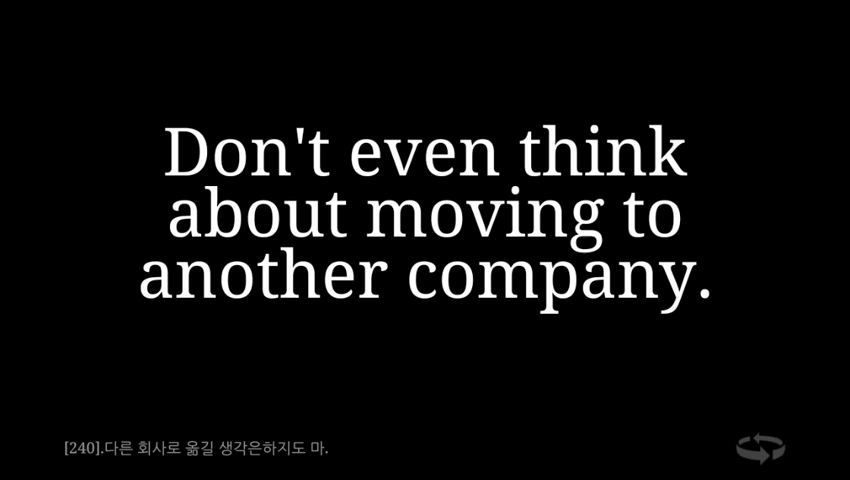 Don't even think
about moving to
another company.
[240].다른 회사로 옮길 생각은하지도 마.